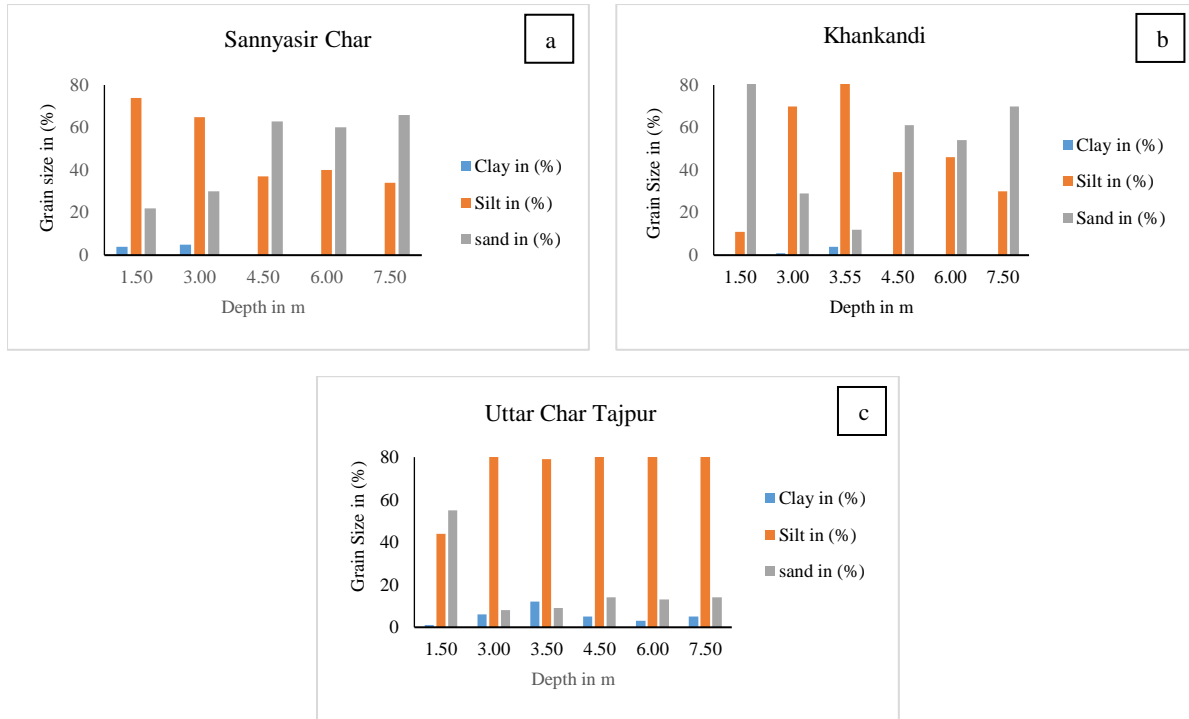 Sannyasir Char
a
80
60
40
20
0
Grain size in (%)
1.50 3.00 4.50 6.00 7.50
Depth in m
Clay in (%)
Silt in (%)
sand in (%)
Khankandi
b
80
60
40
20
0
Grain Size in (%)
1.50 3.00 3.55 4.50 6.00 7.50
Depth in m
Clay in (%)
Silt in (%)
Sand in (%)
Uttar Char Tajpur
c
80
60
40
20
0
Grain Size in (%)
1.50 3.00 3.50 4.50 6.00 7.50
Depth in m
Clay in (%)
Silt in (%)
sand in (%)